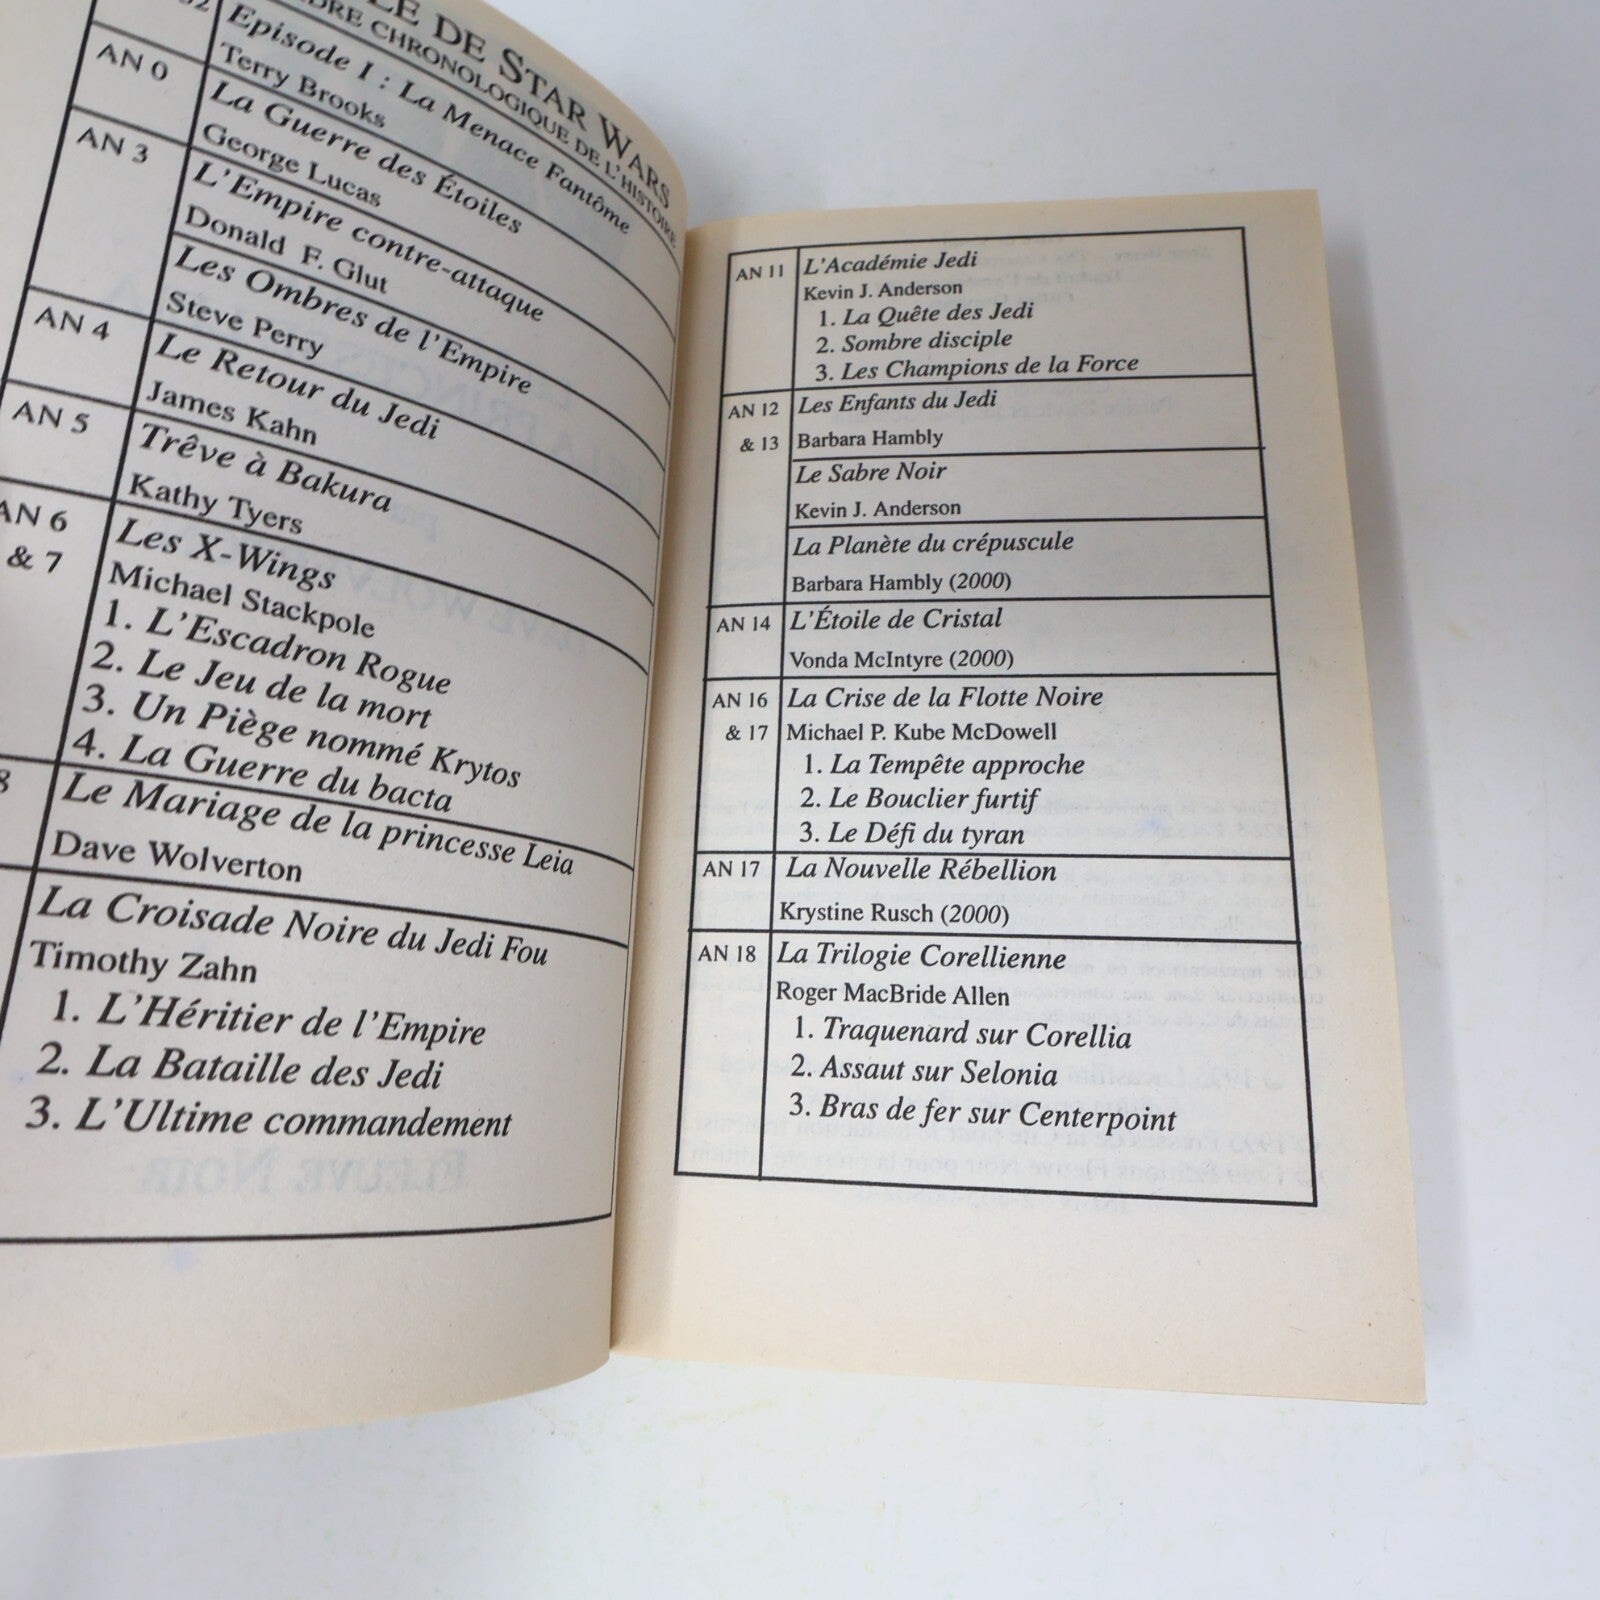 LE DE STAR WARS
CHRONOLOGIQUE DE L'HISTOIRE
Episode I : La Menace Fantôme
Terry Brooks
AN 0
La Guerre des Étoiles
George Lucas
AN 3
L'Empire contre-attaque
Donald F. Glut
Les Ombres de l'Empire
Steve Perry
AN 4
Le Retour du Jedi
James Kahn
AN 5
Trêve à Bakura
Kathy Tyers
AN 6
& 7
Les X-Wings
Michael Stackpole
1. L'Escadron Rogue
2. Le Jeu de la mort
3. Un Piège nommé Krytos
4. La Guerre du bacta
8
Le Mariage de la princesse Leia
Dave Wolverton
La Croisade Noire du Jedi Fou
Timothy Zahn
1. L'Héritier de l'Empire
2. La Bataille des Jedi
3. L'Ultime commandement
AN 11
L'Académie Jedi
Kevin J. Anderson
1. La Quête des Jedi
2. Sombre disciple
3. Les Champions de la Force
AN 12
& 13
Les Enfants du Jedi
Barbara Hambly
Le Sabre Noir
Kevin J. Anderson
La Planète du crépuscule
Barbara Hambly (2000)
AN 14
L'Étoile de Cristal
Vonda McIntyre (2000)
AN 16
& 17
La Crise de la Flotte Noire
Michael P. Kube McDowell
1. La Tempête approche
2. Le Bouclier furtif
3. Le Défi du tyran
AN 17
La Nouvelle Rébellion
Krystine Rusch (2000)
AN 18
La Trilogie Corellienne
Roger MacBride Allen
1. Traquenard sur Corellia
2. Assaut sur Selonia
3. Bras de fer sur Centerpoint